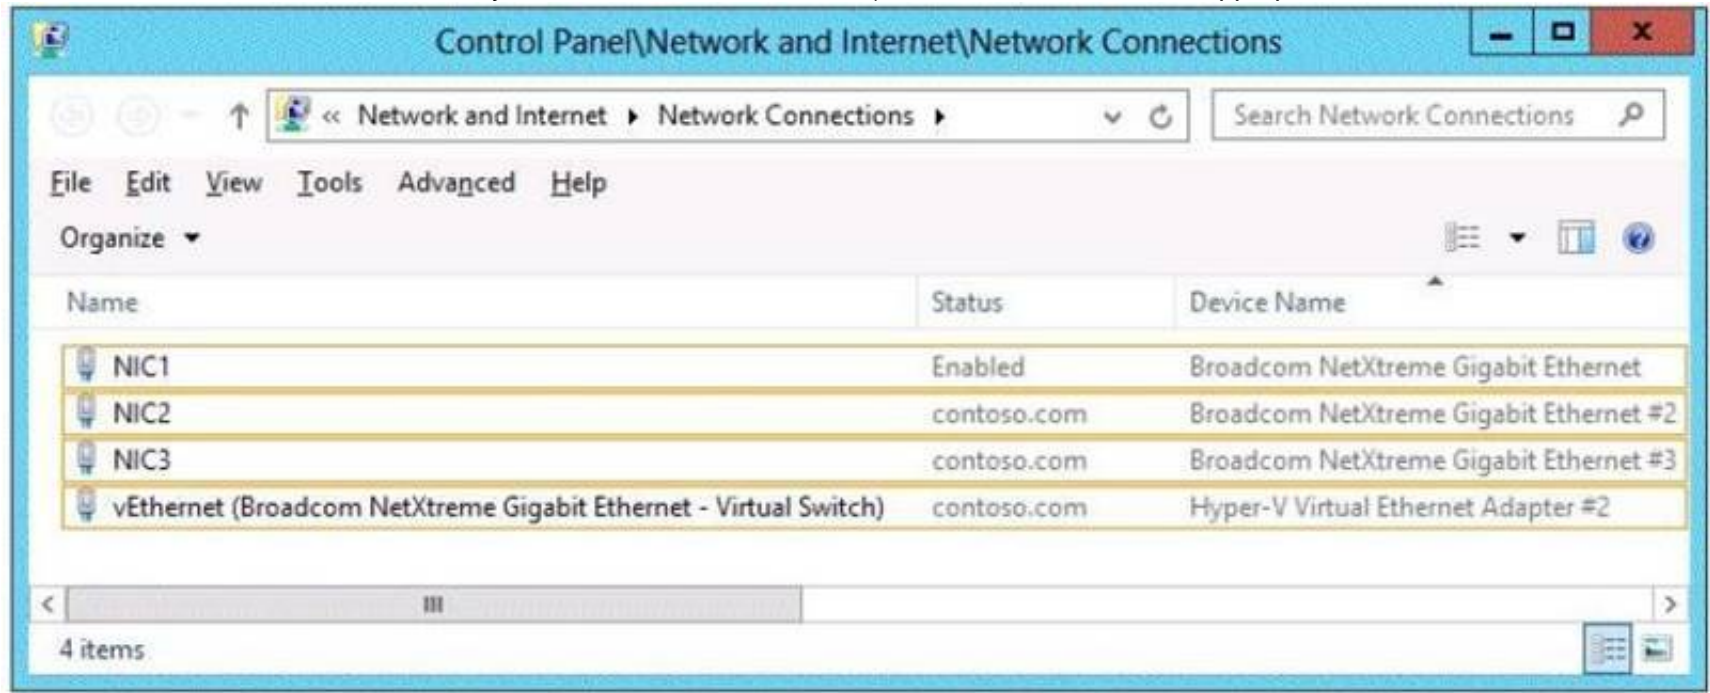 Control Panel\Network and Internet\Network Connections
« Network and Internet Network Connections Search Network Connections
File Edit View Tools Advanced Help
Organize
Name Status Device Name
NIC1 Enabled Broadcom NetXtreme Gigabit Ethernet
NIC2 contoso.com Broadcom NetXtreme Gigabit Ethernet #2
NIC3 contoso.com Broadcom NetXtreme Gigabit Ethernet #3
vEthernet (Broadcom NetXtreme Gigabit Ethernet - Virtual Switch) contoso.com Hyper-V Virtual Ethernet Adapter #2
4 items